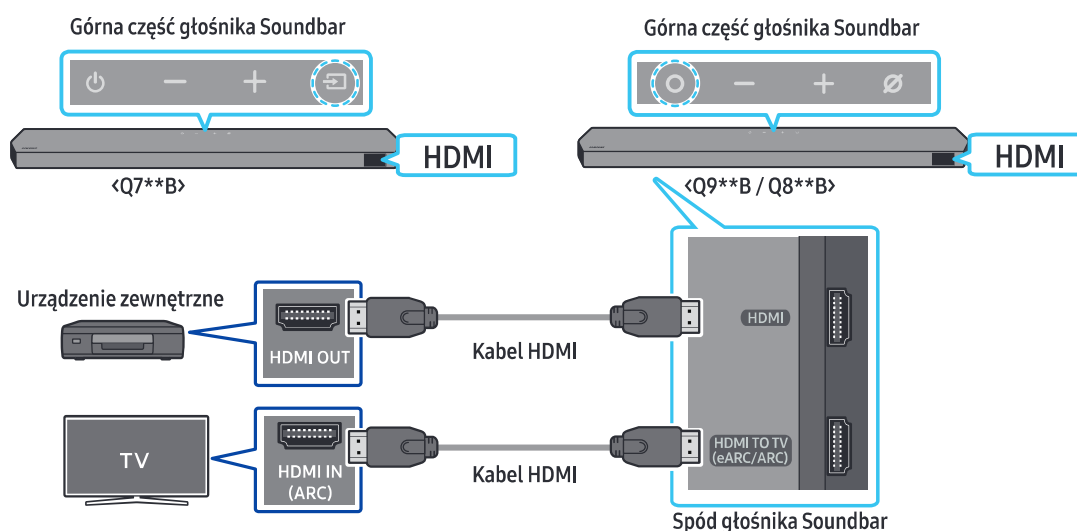 Górna część głośnika Soundbar
Górna część głośnika Soundbar
HDMI
HDMI
<Q7**B>
<Q9**B / Q8**B>
Urządzenie zewnętrzne
HDMI OUT
Kabel HDMI
HDMI
TV
HDMI IN
(ARC)
Kabel HDMI
HDMI TO TV
(eARC/ARC)
Spód głośnika Soundbar